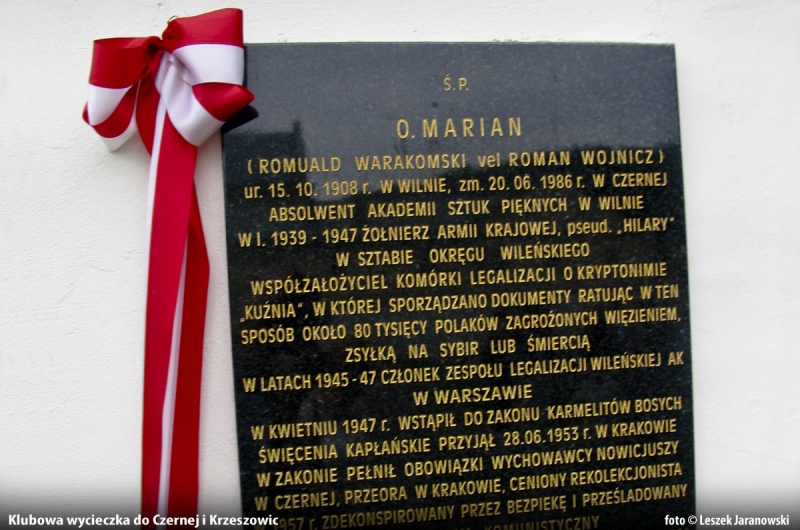 Ś.P.
O. MARIAN
( ROMUALD WARAKOMSKI vel ROMAN WOJNICZ )
ur. 15. 10. 1908 r. W WILNIE, zm. 20. 06. 1986 r. W CZERNEJ
ABSOLWENT AKADEMII SZTUK PIĘKNYCH W WILNIE
W l. 1939 - 1947 ŻOŁNIERZ ARMII KRAJOWEJ, pseud. „HILARY"
W SZTABIE OKRĘGU WILEŃSKIEGO
WSPÓŁZAŁOŻYCIEL KOMÓRKI LEGALIZACJI O KRYPTONIMIE
„KUŹNIA", W KTÓREJ SPORZĄDZANO DOKUMENTY RATUJĄC W TEN
SPOSÓB OKOŁO 80 TYSIĘCY POLAKÓW ZAGROŻONYCH WIĘZIENIEM,
ZSYŁKĄ NA SYBIR LUB ŚMIERCIĄ
W LATACH 1945 - 47 CZŁONEK ZESPOŁU LEGALIZACJI WILEŃSKIEJ AK
W WARSZAWIE
W KWIETNIU 1947 r. WSTĄPIŁ DO ZAKONU KARMELITÓW BOSYCH
ŚWIĘCENIA KAPŁAŃSKIE PRZYJĄŁ 28.06.1953 r. W KRAKOWIE
W ZAKONIE PEŁNIŁ OBOWIĄZKI WYCHOWAWCY NOWICJUSZY
W CZERNEJ, PRZEORA W KRAKOWIE, CENIONY REKOLEKCJONISTA
1957 r. ZDEKONSPIROWANY PRZEZ BEZPIEKĘ I PRZEŚLADOWANY
KOMUNISTYCZNY
Klubowa wycieczka do Czernej i Krzeszowic
foto © Leszek Jaranowski